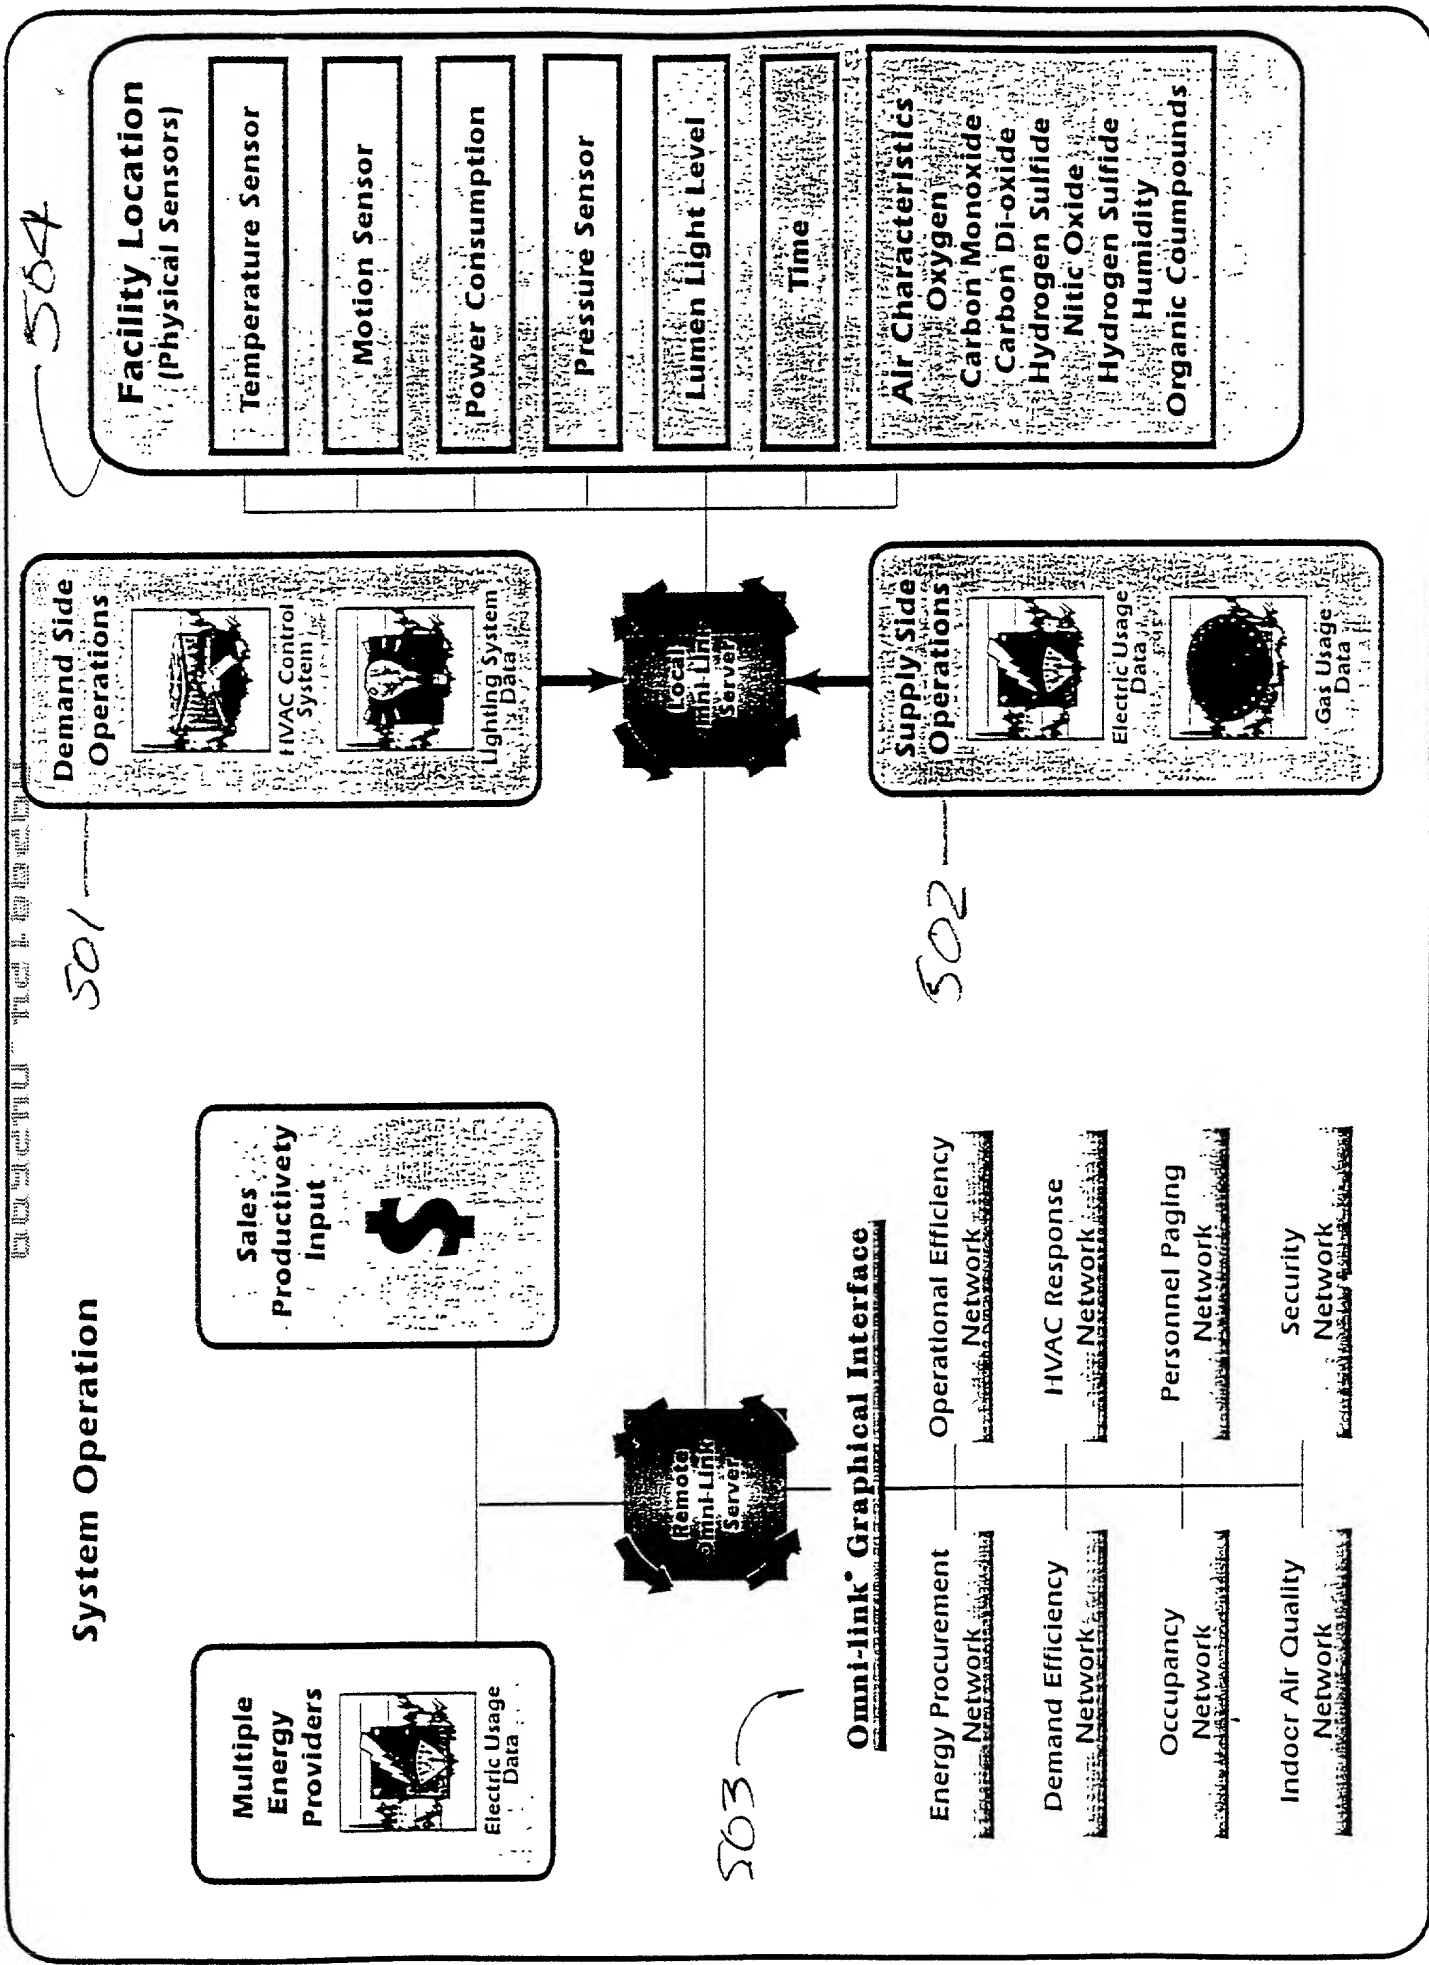 System Operation
Multiple
Energy
Providers
Electric Usage
Data
Sales
Productivety
Input
$
501
Demand Side
Operations
HVAC Control
System
Lighting System
Data
504
Facility Location
(Physical Sensors)
Temperature Sensor
Motion Sensor
Power Consumption
Pressure Sensor
Lumen Light Level
Time
Air Characteristics
Oxygen
Carbon Monoxide
Carbon Di-oxide
Hydrogen Sulfide
Nitic Oxide
Hydrogen Sulfide
Humidity
Organic Coumpounds
Remote
mni-Link
Server
Local
mni-Link
Server
503
Omni-link® Graphical Interface
Energy Procurement
Network
Operational Efficiency
Network
Demand Efficiency
Network
HVAC Response
Network
Occupancy
Network
Personnel Paging
Network
Indoor Air Quality
Network
Security
Network
502
Supply Side
Operations
Electric Usage
Data
Gas Usage
Data